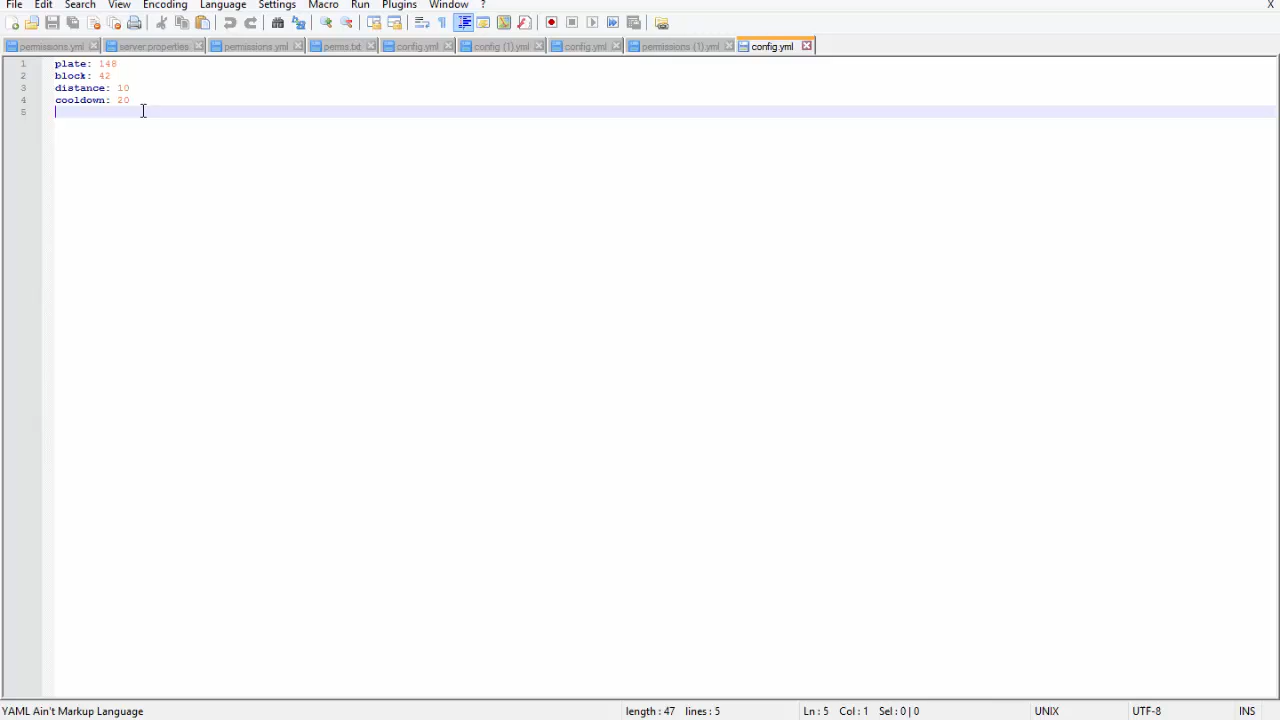 File Edit Search View Encoding Language Settings Macro Run Plugins Window ? X
permissions.yml server.properties permissions.yml perms.txt config.yml config (1).yml config.yml permissions (1).yml config.yml
1 plate: 148
2 block: 42
3 distance: 10
4 cooldown: 20
5
YAML Ain't Markup Language length : 47 lines : 5 Ln : 5 Col : 1 Sel : 0 | 0 UNIX UTF-8 INS